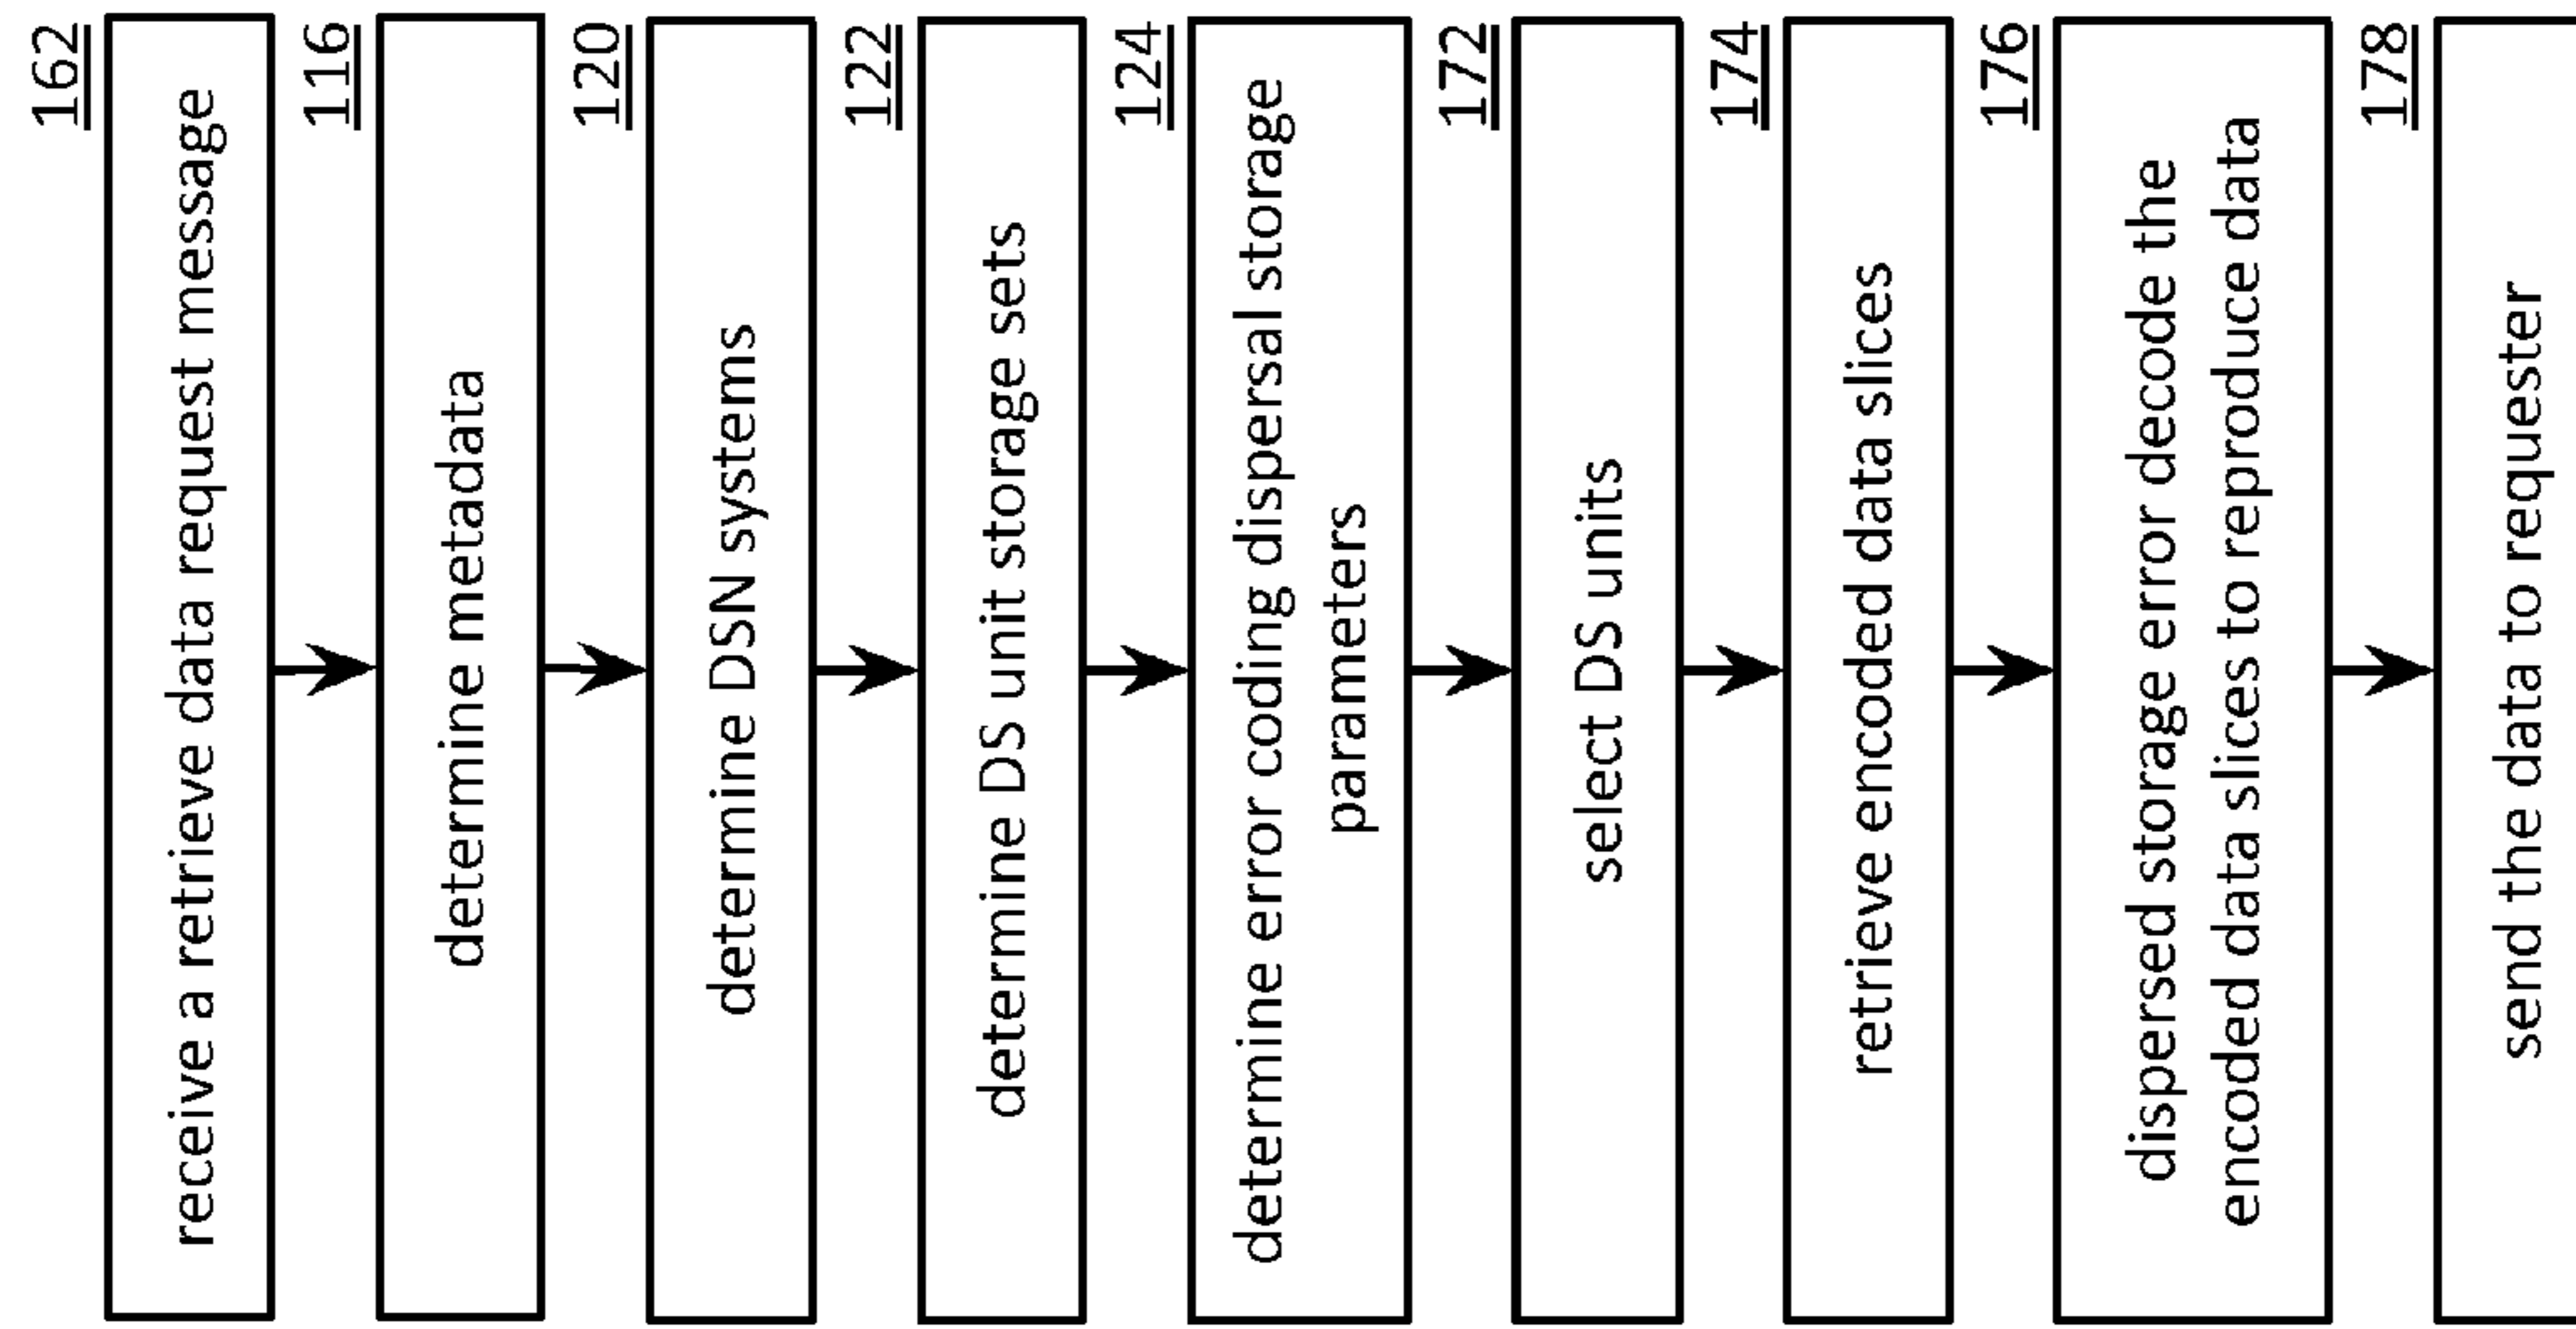 162
receive a retrieve data request message
116
determine metadata
120
determine DSN systems
122
determine DS unit storage sets
124
determine error coding dispersal storage
parameters
172
select DS units
174
retrieve encoded data slices
176
dispersed storage error decode the
encoded data slices to reproduce data
178
send the data to requester